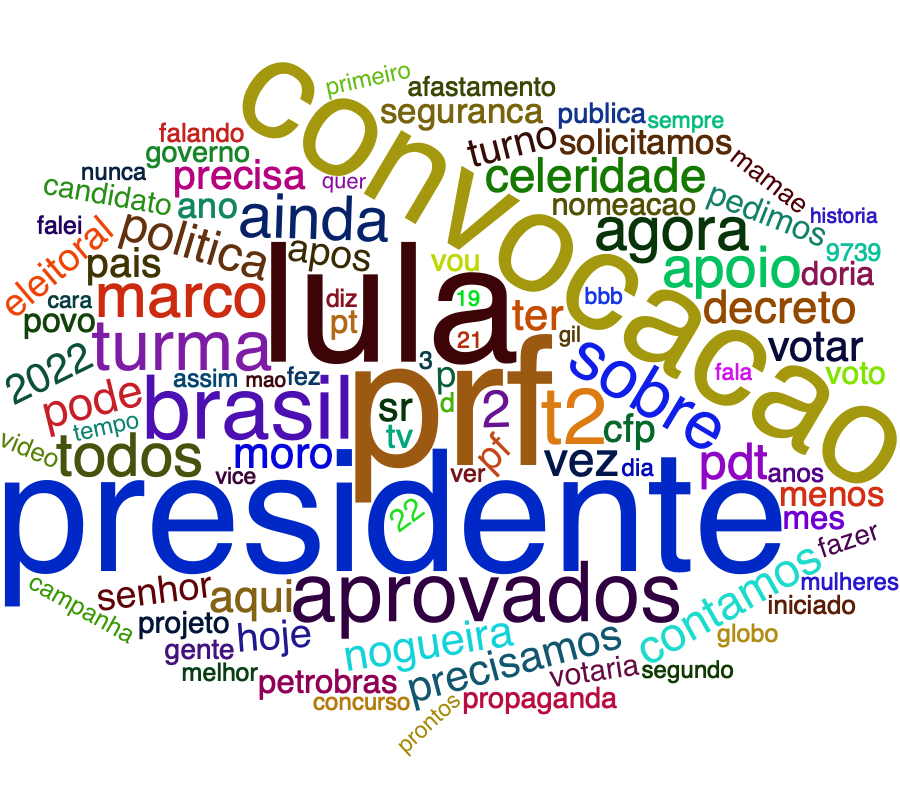 primeiro
afastamento
convocacao
seguranca
publica
sempre
falando
turno
solicitamos
governo
mamae
nunca
precisa
quer
celeridade
candidato
ano
ainda
nomeacao
pedimos
historia
falei
politica
agora
eleitoral
apos
9739
pais
vou
apoio
doria
lula
cara
marco
diz
19
bbb
decreto
povo
pt
ter
gil
turma
21
sobre
votar
2022
3
prf
assim
mao
fez
p
fala
voto
pode
brasil
sr
d
2
t2
cfp
tempo
tv
video
todos
moro
pf
vez
dia
pdt
anos
vice
ver
menos
presidente
22
mes
fazer
campanha
senhor
aqui
aprovados
contamos
mulheres
iniciado
projeto
hoje
nogueira
globo
gente
precisamos
melhor
petrobras
votaria
segundo
concurso
propaganda
prontos